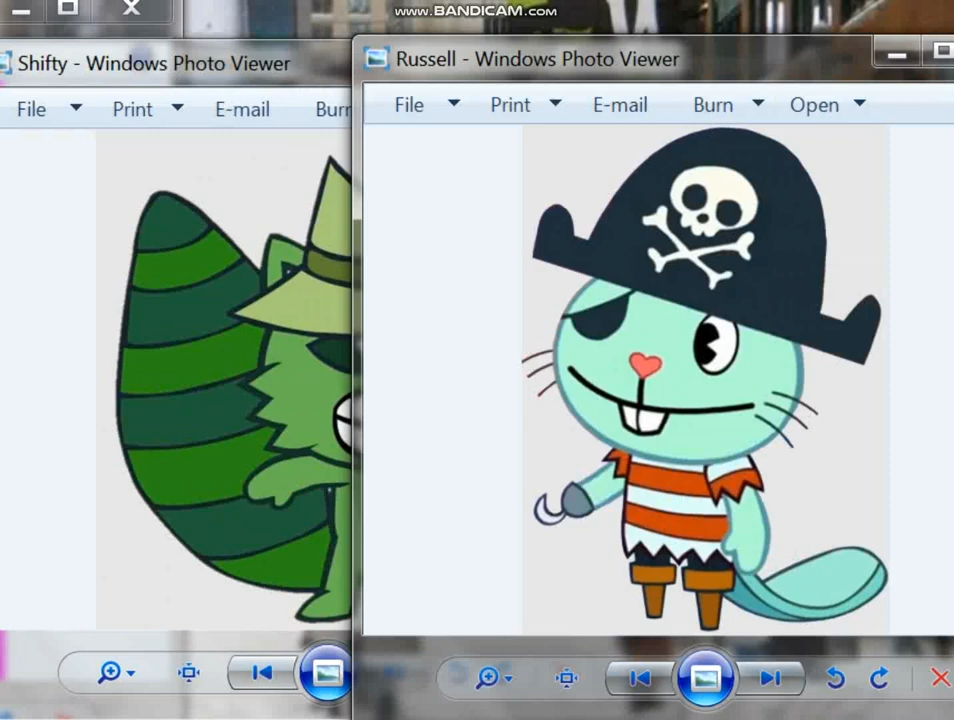 www.BANDICAM.com
Shifty - Windows Photo Viewer
File Print E-mail Burn
Russell - Windows Photo Viewer
File Print E-mail Burn Open